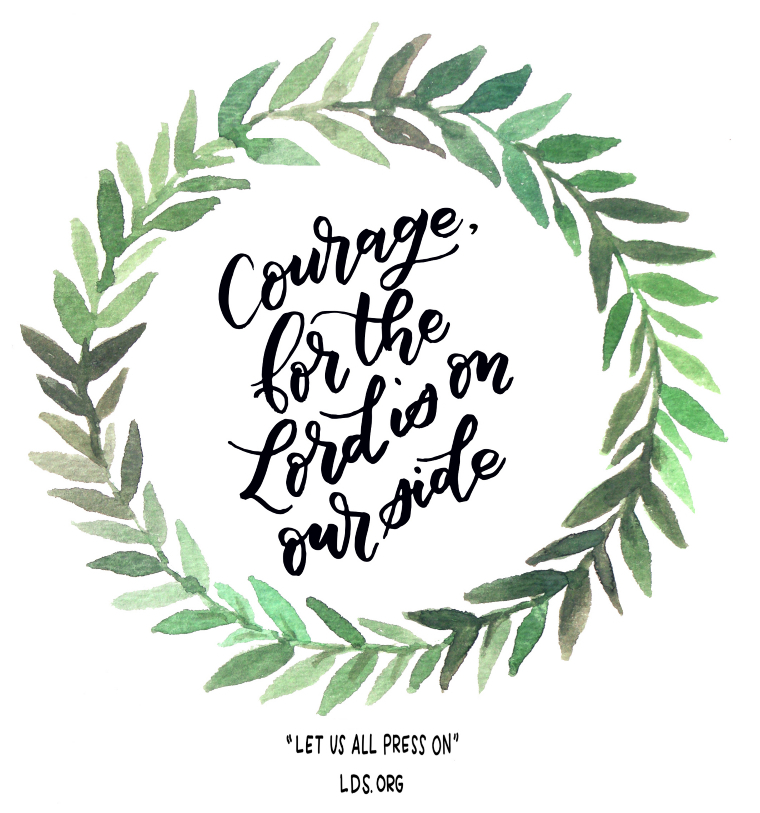 Courage,
for the
Lord is on
our side
"LET US ALL PRESS ON"
LDS.ORG